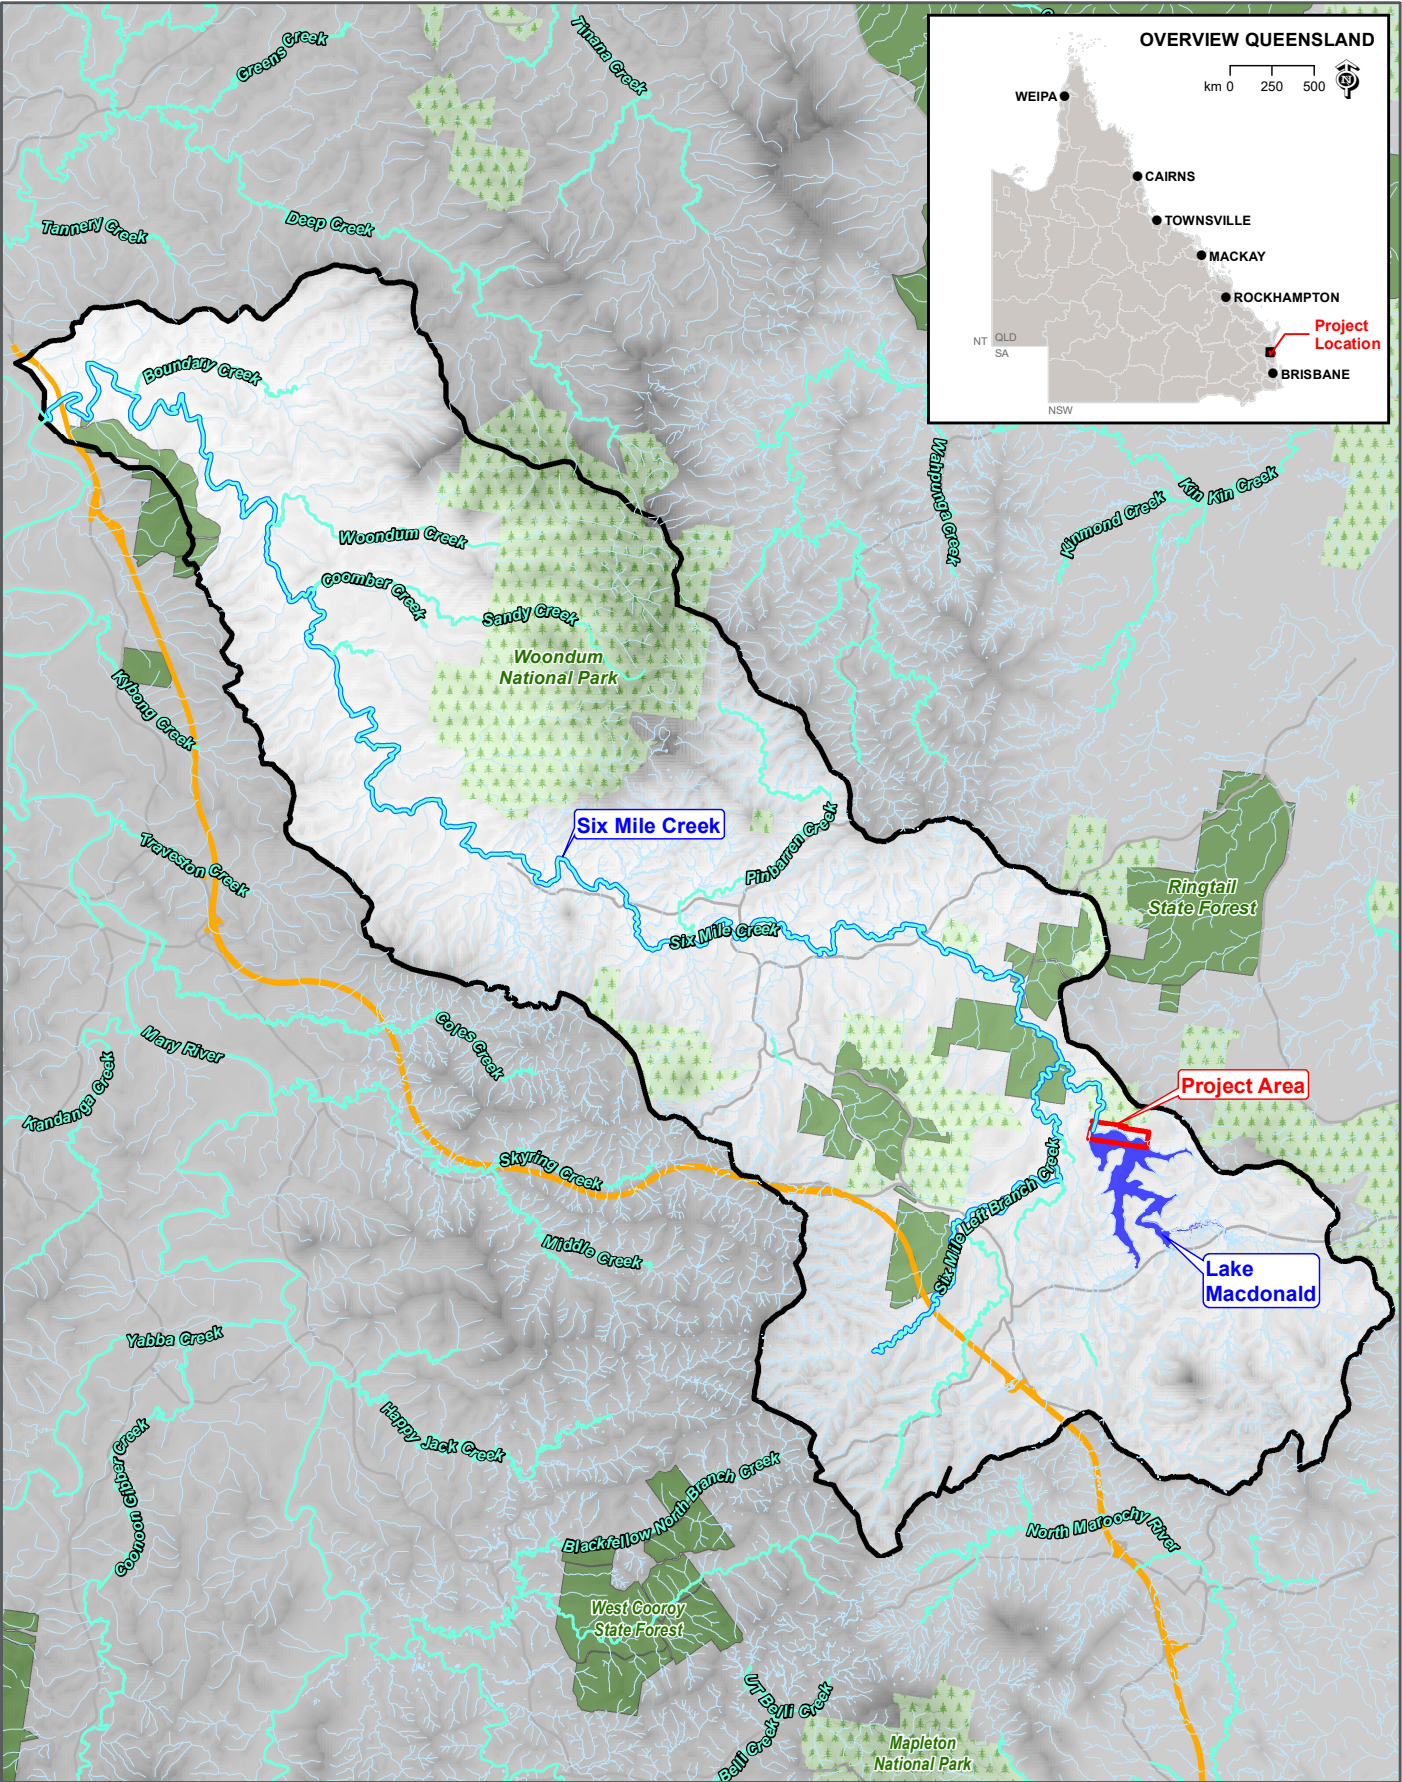 OVERVIEW QUEENSLAND
km 0 250 500
N
WEIPA
CAIRNS
TOWNSVILLE
MACKAY
ROCKHAMPTON
Project
Location
NT
QLD
SA
BRISBANE
NSW
Greens Creek
Tinana Creek
Tannery Creek
Deep Creek
Boundary Creek
Wahpunga Creek
Kin Kin Creek
Kinmond Creek
Woondum Creek
Coomber Creek
Sandy Creek
Woondum
National Park
Kybong Creek
Six Mile Creek
Pinbarren Creek
Traveston Creek
Ringtail
State Forest
Six Mile Creek
Coles Creek
Mary River
Kandanga Creek
Project Area
Skyring Creek
Six Mile Left Branch Creek
Middle Creek
Lake
Macdonald
Yabba Creek
Happy Jack Creek
Coonoon Gibber Creek
Blackfellow North Branch Creek
North Maroochy River
West Cooroy
State Forest
UT Belli Creek
Belli Creek
Mapleton
National Park